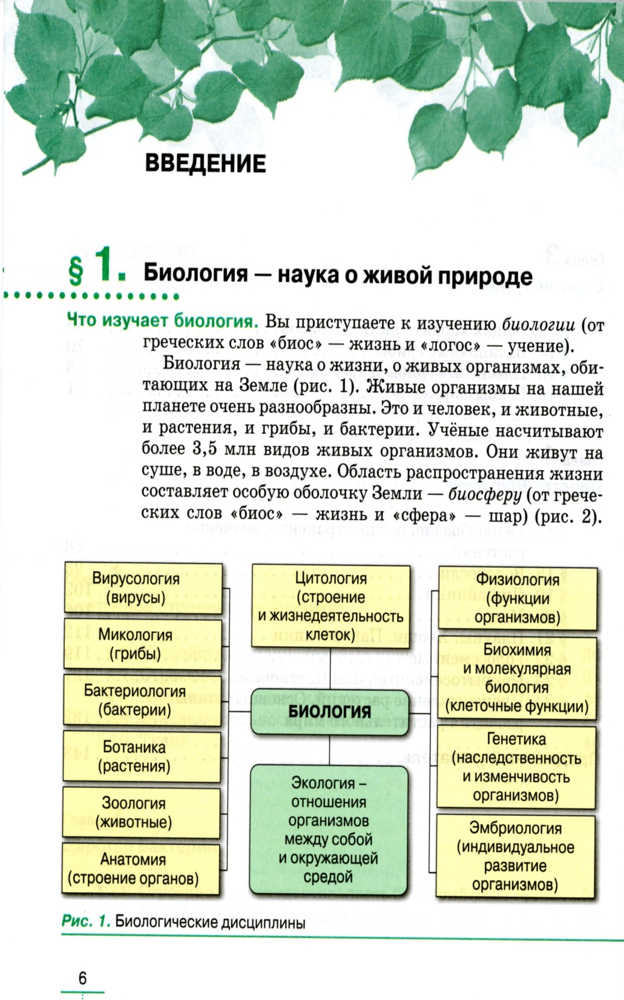 ВВЕДЕНИЕ
§ 1. Биология — наука о живой природе
Что изучает биология. Вы приступаете к изучению биологии (от
греческих слов «биос» — жизнь и «логос» — учение).
Биология — наука о жизни, о живых организмах, оби-
тающих на Земле (рис. 1). Живые организмы на нашей
планете очень разнообразны. Это и человек, и животные,
и растения, и грибы, и бактерии. Учёные насчитывают
более 3,5 млн видов живых организмов. Они живут на
суше, в воде, в воздухе. Область распространения жизни
составляет особую оболочку Земли — биосферу (от грече-
ских слов «биос» — жизнь и «сфера» — шар) (рис. 2).
Вирусология
(вирусы)
Микология
(грибы)
Бактериология
(бактерии)
Ботаника
(растения)
Зоология
(животные)
Анатомия
(строение органов)
Цитология
(строение
и жизнедеятельность
клеток)
БИОЛОГИЯ
Экология –
отношения
организмов
между собой
и окружающей
средой
Физиология
(функции
организмов)
Биохимия
и молекулярная
биология
(клеточные функции)
Генетика
(наследственность
и изменчивость
организмов)
Эмбриология
(индивидуальное
развитие
организмов)
Рис. 1. Биологические дисциплины
6